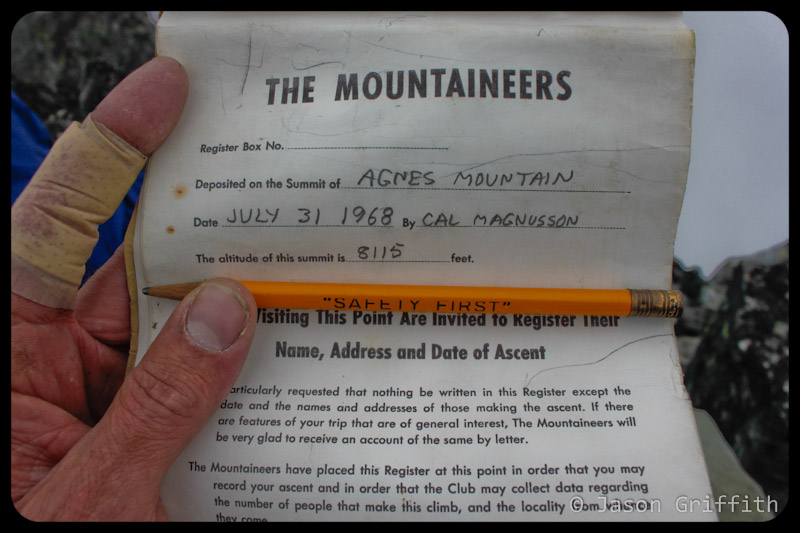 THE MOUNTAINEERS
Register Box No.
Deposited on the Summit of AGNES MOUNTAIN
Date JULY 31 1968 By CAL MAGNUSSON
The altitude of this summit is 8115 feet.
"SAFETY FIRST"
Visiting This Point Are Invited to Register Their
Name, Address and Date of Ascent
articularly requested that nothing be written in this Register except the
date and the names and addresses of those making the ascent. If there
are features of your trip that are of general interest, The Mountaineers will
be very glad to receive an account of the same by letter.
The Mountaineers have placed this Register at this point in order that you may
record your ascent and in order that the Club may collect data regarding
the number of people that make this climb, and the locality from whence
they come.
© Jason Griffith